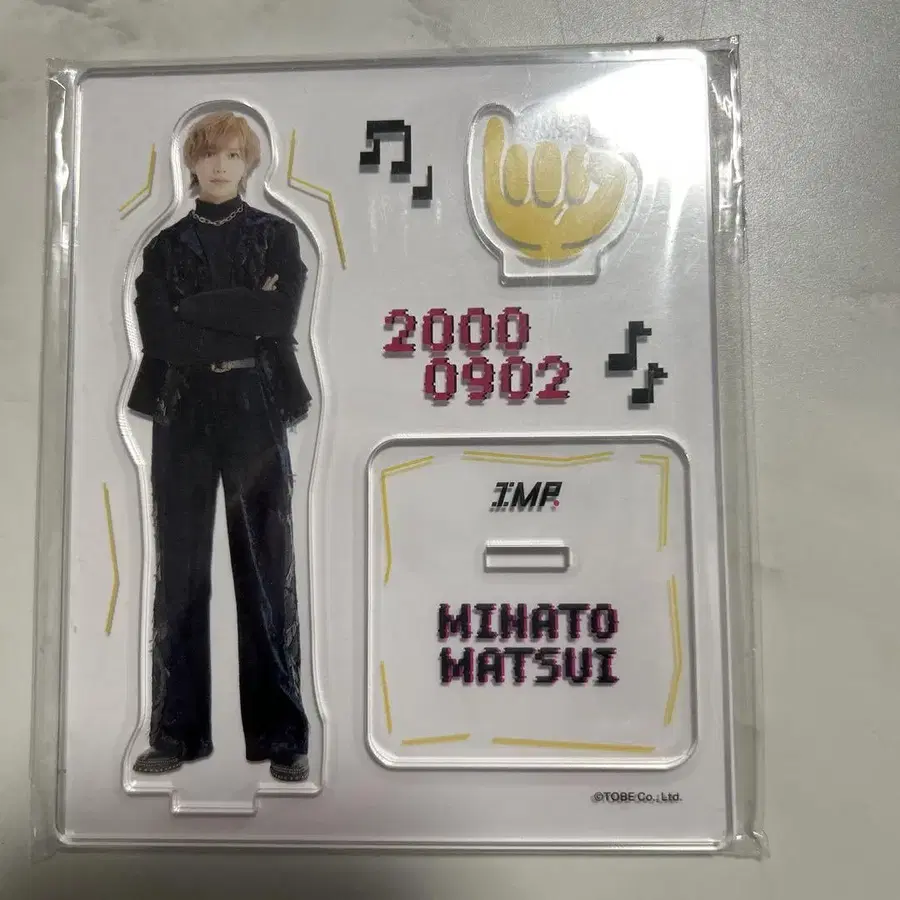 2000
0902
IMP.
MINATO
MATSUI
©TOBE Co., Ltd.